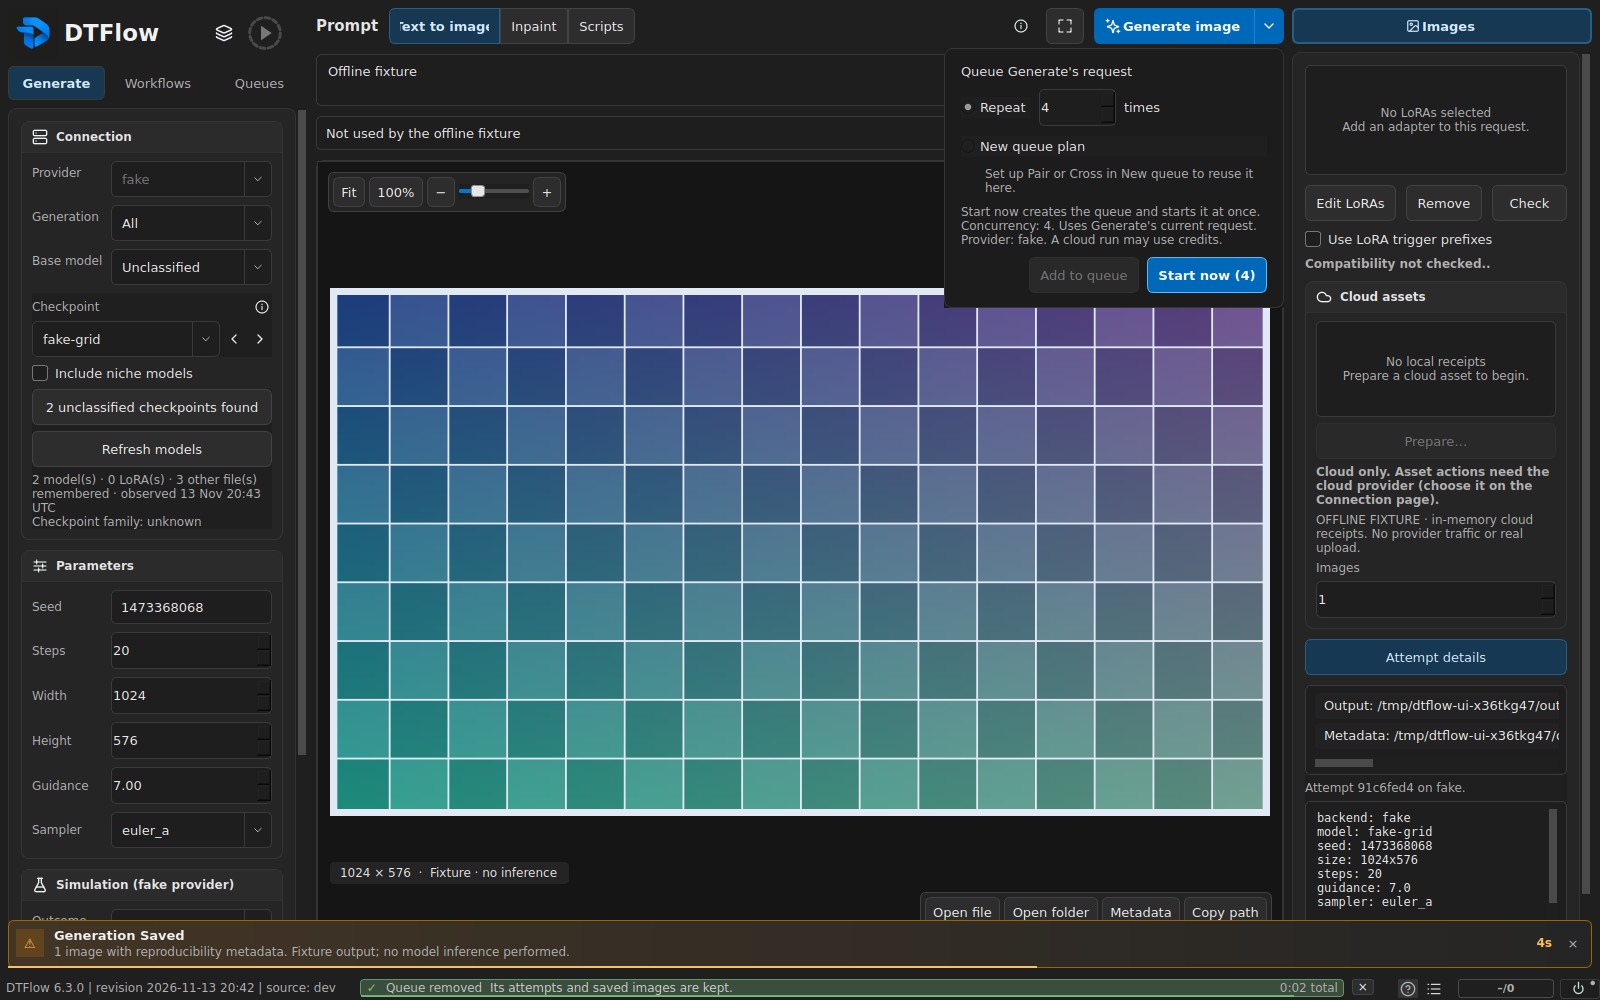 DTFlow
Generate
Workflows
Queues
Connection
Provider
fake
Generation
All
Base model
Unclassified
Checkpoint
fake-grid
Include niche models
2 unclassified checkpoints found
Refresh models
2 model(s) · 0 LoRA(s) · 3 other file(s)
remembered · observed 13 Nov 20:43
UTC
Checkpoint family: unknown
Parameters
Seed
1473368068
Steps
20
Width
1024
Height
576
Guidance
7.00
Sampler
euler_a
Simulation (fake provider)
Outcome
Prompt
Text to image
Inpaint
Scripts
Generate image
Offline fixture
Not used by the offline fixture
Fit
100%
−
+
Queue Generate's request
Repeat 4 times
New queue plan
Set up Pair or Cross in New queue to reuse it
here.
Start now creates the queue and starts it at once.
Concurrency: 4. Uses Generate's current request.
Provider: fake. A cloud run may use credits.
Add to queue
Start now (4)
1024 × 576 · Fixture · no inference
Open file
Open folder
Metadata
Copy path
Images
No LoRAs selected
Add an adapter to this request.
Edit LoRAs
Remove
Check
Use LoRA trigger prefixes
Compatibility not checked..
Cloud assets
No local receipts
Prepare a cloud asset to begin.
Prepare…
Cloud only. Asset actions need the
cloud provider (choose it on the
Connection page).
OFFLINE FIXTURE · in-memory cloud
receipts. No provider traffic or real
upload.
Images
1
Attempt details
Output: /tmp/dtflow-ui-x36tkg47/out
Metadata: /tmp/dtflow-ui-x36tkg47/
Attempt 91c6fed4 on fake.
backend: fake
model: fake-grid
seed: 1473368068
size: 1024x576
steps: 20
guidance: 7.0
sampler: euler_a
Generation Saved
1 image with reproducibility metadata. Fixture output; no model inference performed.
4s
×
DTFlow 6.3.0 | revision 2026-11-13 20:42 | source: dev
✓ Queue removed Its attempts and saved images are kept.
0:02 total
×
–/0